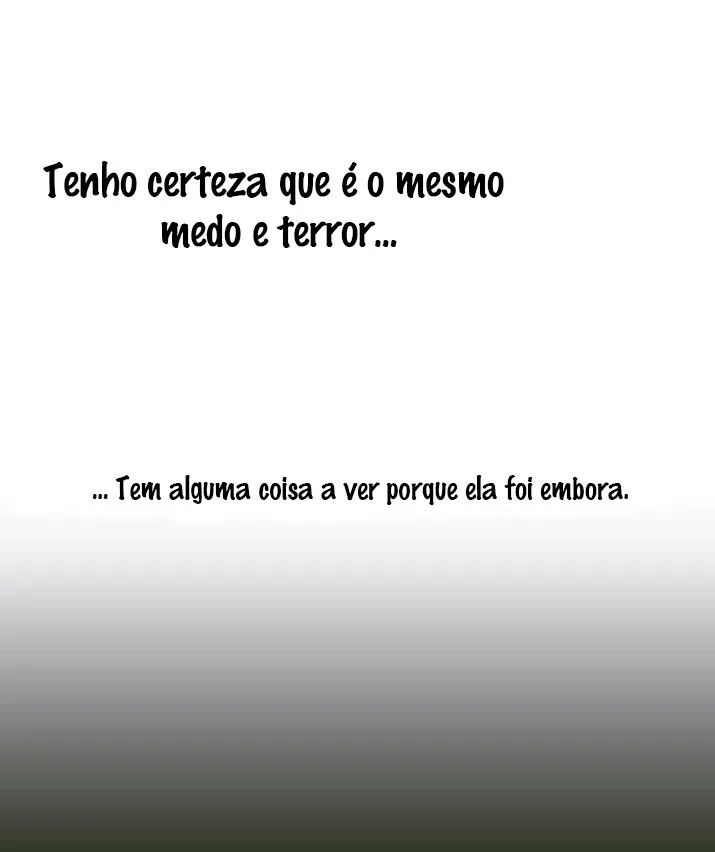 Tenho certeza que é o mesmo
medo e terror...
... Tem alguma coisa a ver porque ela foi embora.